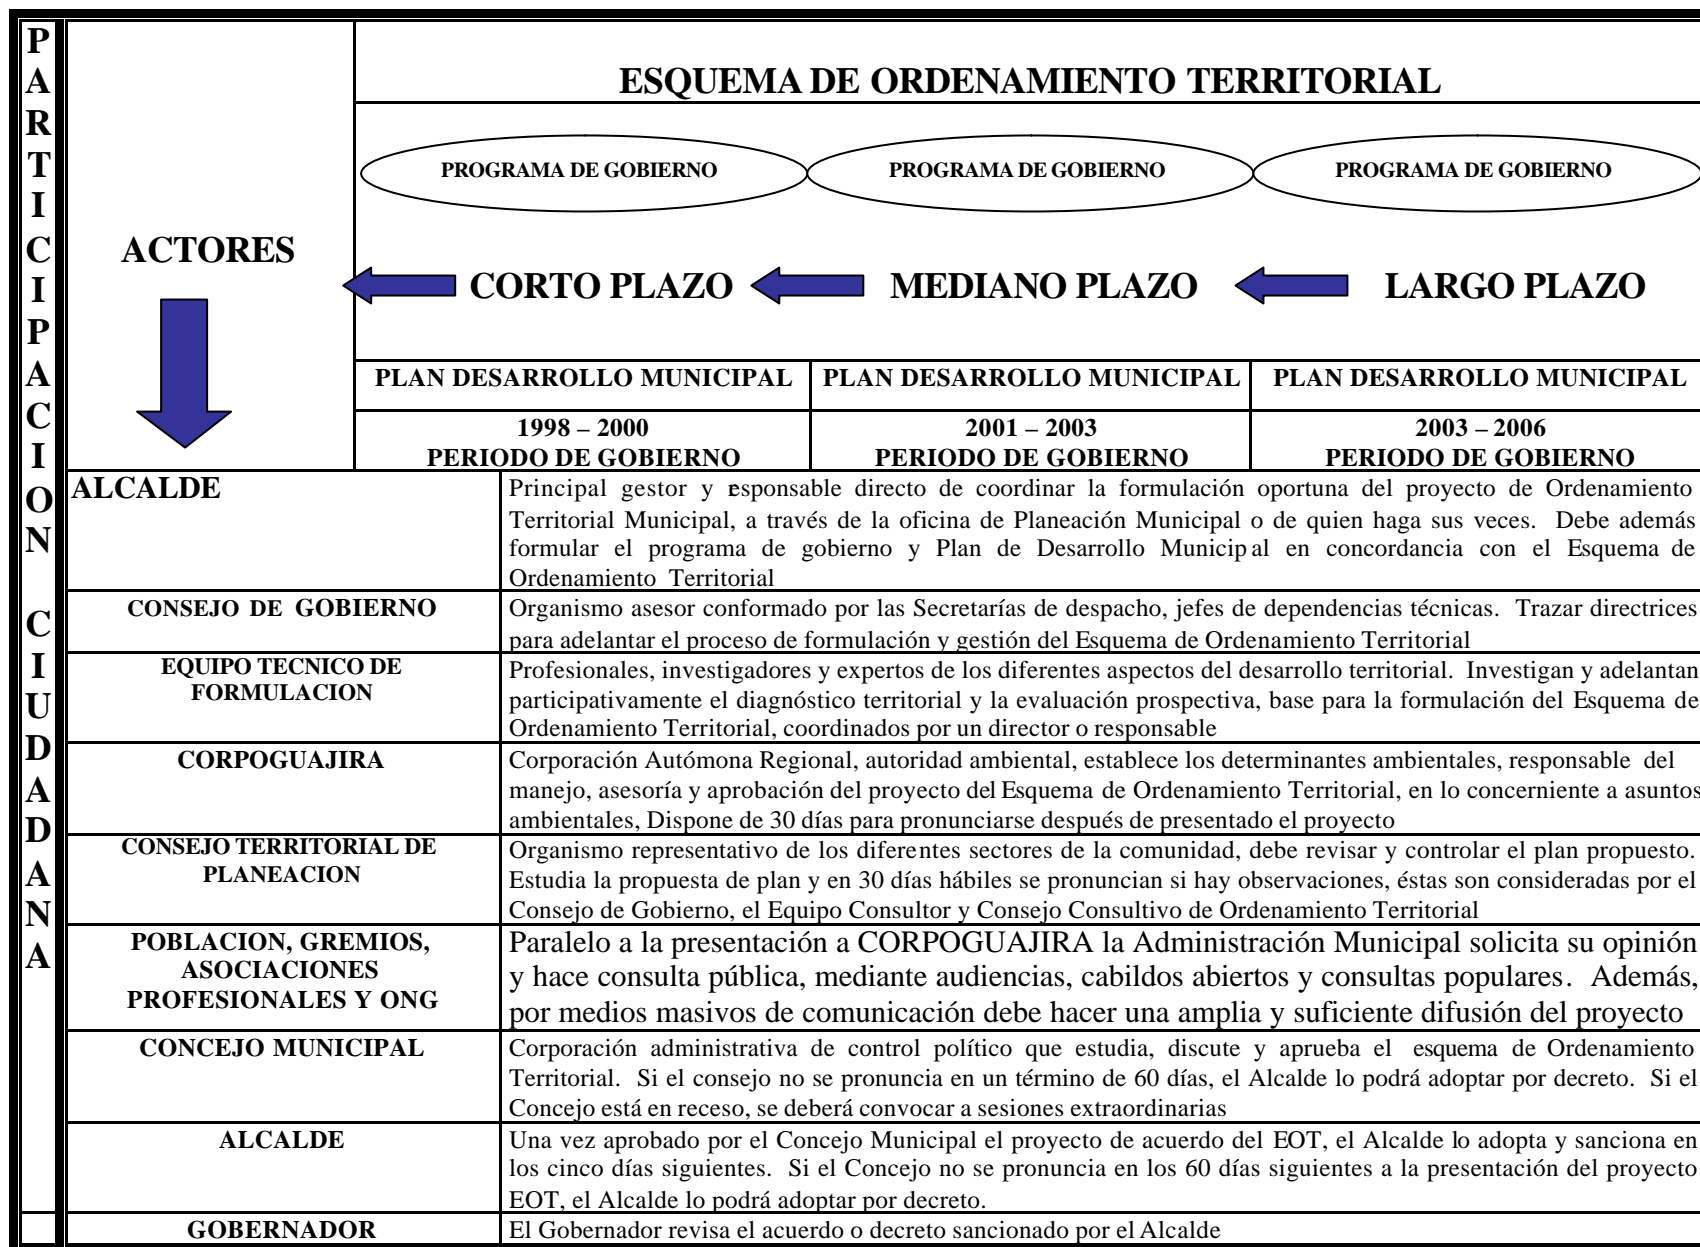 PARTICIPACION CIUDADANA
ESQUEMA DE ORDENAMIENTO TERRITORIAL
PROGRAMA DE GOBIERNO PROGRAMA DE GOBIERNO PROGRAMA DE GOBIERNO
ACTORES
CORTO PLAZO MEDIANO PLAZO LARGO PLAZO
PLAN DESARROLLO MUNICIPAL PLAN DESARROLLO MUNICIPAL PLAN DESARROLLO MUNICIPAL
1998 – 2000 2001 – 2003 2003 – 2006
PERIODO DE GOBIERNO PERIODO DE GOBIERNO PERIODO DE GOBIERNO
ALCALDE
Principal gestor y responsable directo de coordinar la formulación oportuna del proyecto de Ordenamiento
Territorial Municipal, a través de la oficina de Planeación Municipal o de quien haga sus veces. Debe además
formular el programa de gobierno y Plan de Desarrollo Municipal en concordancia con el Esquema de
Ordenamiento Territorial
CONSEJO DE GOBIERNO
Organismo asesor conformado por las Secretarías de despacho, jefes de dependencias técnicas. Trazar directrices
para adelantar el proceso de formulación y gestión del Esquema de Ordenamiento Territorial
EQUIPO TECNICO DE
FORMULACION
Profesionales, investigadores y expertos de los diferentes aspectos del desarrollo territorial. Investigan y adelantan
participativamente el diagnóstico territorial y la evaluación prospectiva, base para la formulación del Esquema de
Ordenamiento Territorial, coordinados por un director o responsable
CORPOGUAJIRA
Corporación Autómona Regional, autoridad ambiental, establece los determinantes ambientales, responsable del
manejo, asesoría y aprobación del proyecto del Esquema de Ordenamiento Territorial, en lo concerniente a asuntos
ambientales, Dispone de 30 días para pronunciarse después de presentado el proyecto
CONSEJO TERRITORIAL DE
PLANEACION
Organismo representativo de los diferentes sectores de la comunidad, debe revisar y controlar el plan propuesto.
Estudia la propuesta de plan y en 30 días hábiles se pronuncian si hay observaciones, éstas son consideradas por el
Consejo de Gobierno, el Equipo Consultor y Consejo Consultivo de Ordenamiento Territorial
POBLACION, GREMIOS,
ASOCIACIONES
PROFESIONALES Y ONG
Paralelo a la presentación a CORPOGUAJIRA la Administración Municipal solicita su opinión
y hace consulta pública, mediante audiencias, cabildos abiertos y consultas populares. Además,
por medios masivos de comunicación debe hacer una amplia y suficiente difusión del proyecto
CONCEJO MUNICIPAL
Corporación administrativa de control político que estudia, discute y aprueba el esquema de Ordenamiento
Territorial. Si el consejo no se pronuncia en un término de 60 días, el Alcalde lo podrá adoptar por decreto. Si el
Concejo está en receso, se deberá convocar a sesiones extraordinarias
ALCALDE
Una vez aprobado por el Concejo Municipal el proyecto de acuerdo del EOT, el Alcalde lo adopta y sanciona en
los cinco días siguientes. Si el Concejo no se pronuncia en los 60 días siguientes a la presentación del proyecto
EOT, el Alcalde lo podrá adoptar por decreto.
GOBERNADOR
El Gobernador revisa el acuerdo o decreto sancionado por el Alcalde